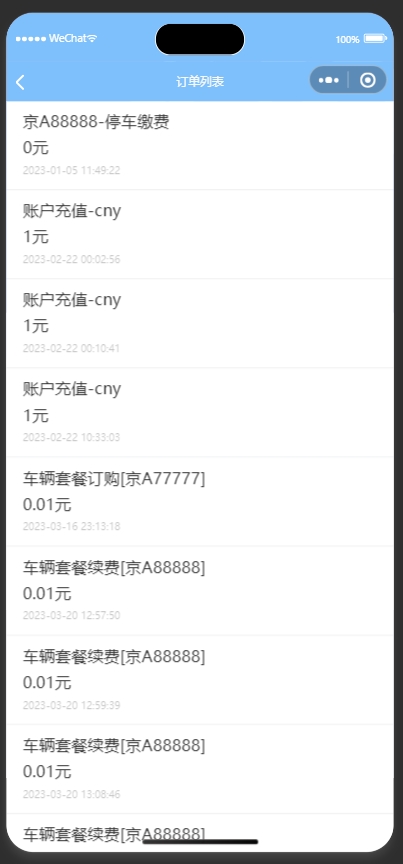 WeChat
100%
订单列表
京A88888-停车缴费
0元
2023-01-05 11:49:22
账户充值-cny
1元
2023-02-22 00:02:56
账户充值-cny
1元
2023-02-22 00:10:41
账户充值-cny
1元
2023-02-22 10:33:03
车辆套餐订购[京A77777]
0.01元
2023-03-16 23:13:18
车辆套餐续费[京A88888]
0.01元
2023-03-20 12:57:50
车辆套餐续费[京A88888]
0.01元
2023-03-20 12:59:39
车辆套餐续费[京A88888]
0.01元
2023-03-20 13:08:46
车辆套餐续费[京A88888]